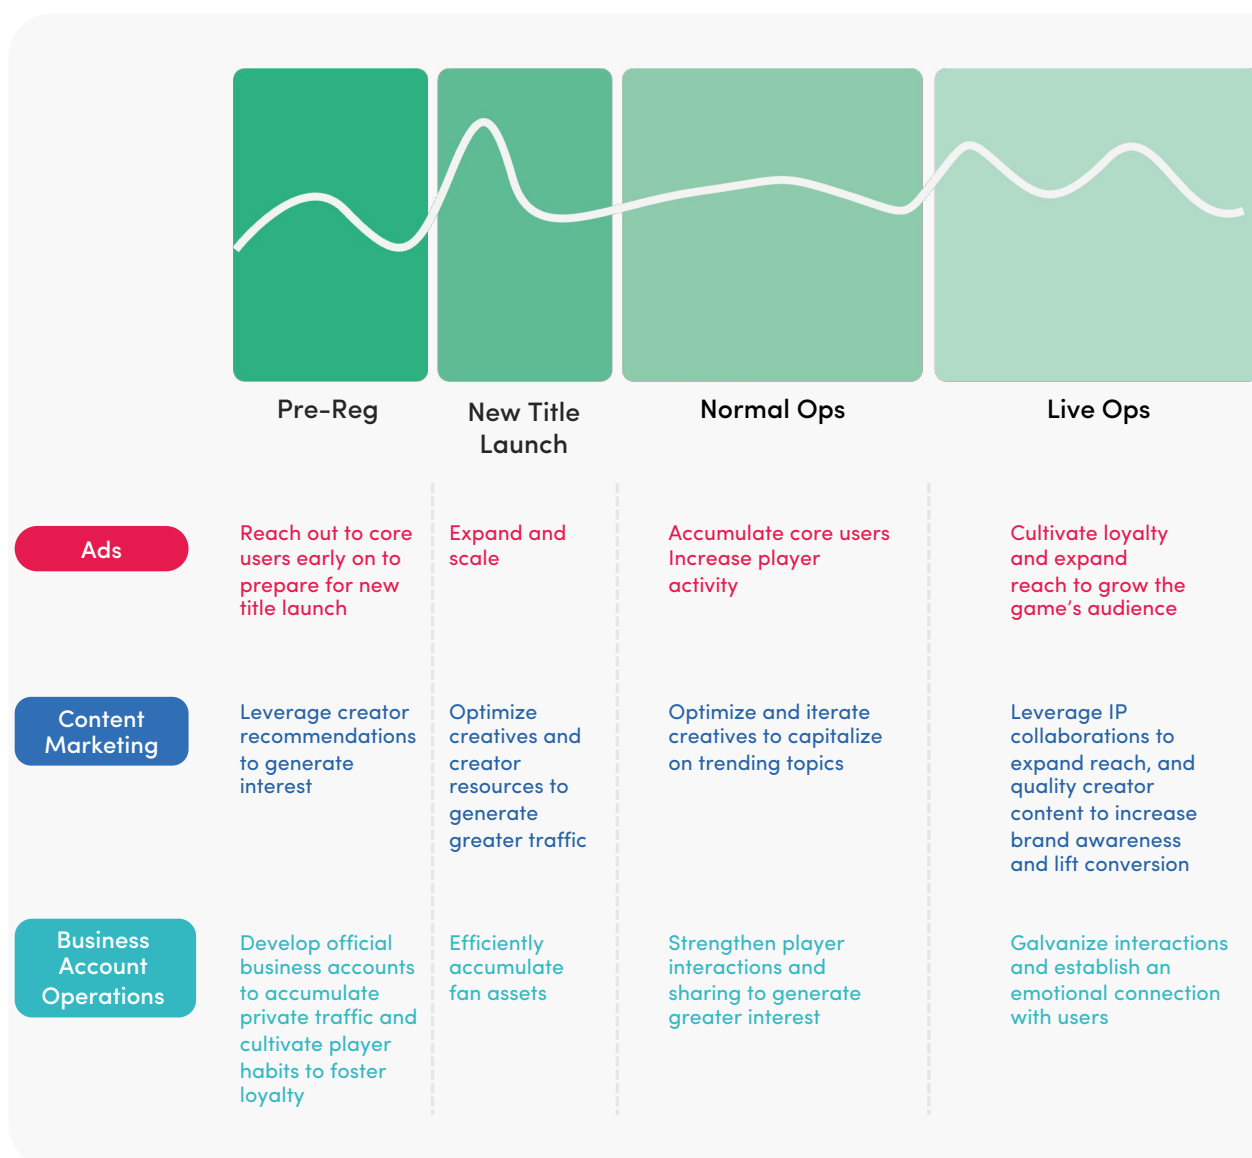 Pre-Reg
New Title
Launch
Normal Ops
Live Ops
Ads
Reach out to core
users early on to
prepare for new
title launch
Expand and
scale
Accumulate core users
Increase player
activity
Cultivate loyalty
and expand
reach to grow the
game's audience
Content
Marketing
Leverage creator
recommendations
to generate
interest
Optimize
creatives and
creator
resources to
generate
greater traffic
Optimize and iterate
creatives to capitalize
on trending topics
Leverage IP
collaborations to
expand reach, and
quality creator
content to increase
brand awareness
and lift conversion
Business
Account
Operations
Develop official
business accounts
to accumulate
private traffic and
cultivate player
habits to foster
loyalty
Efficiently
accumulate
fan assets
Strengthen player
interactions and
sharing to generate
greater interest
Galvanize interactions
and establish an
emotional connection
with users